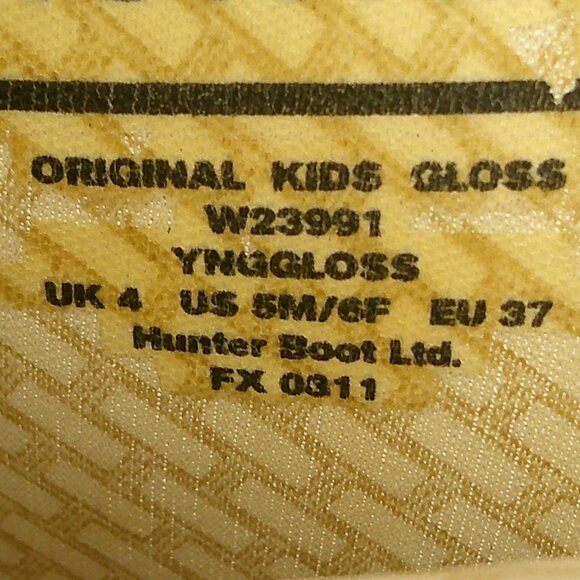 ORIGINAL KIDS GLOSS
W23991
YNGGLOSS
UK 4 US 5M/6F EU 37
Hunter Boot Ltd.
FX 0311